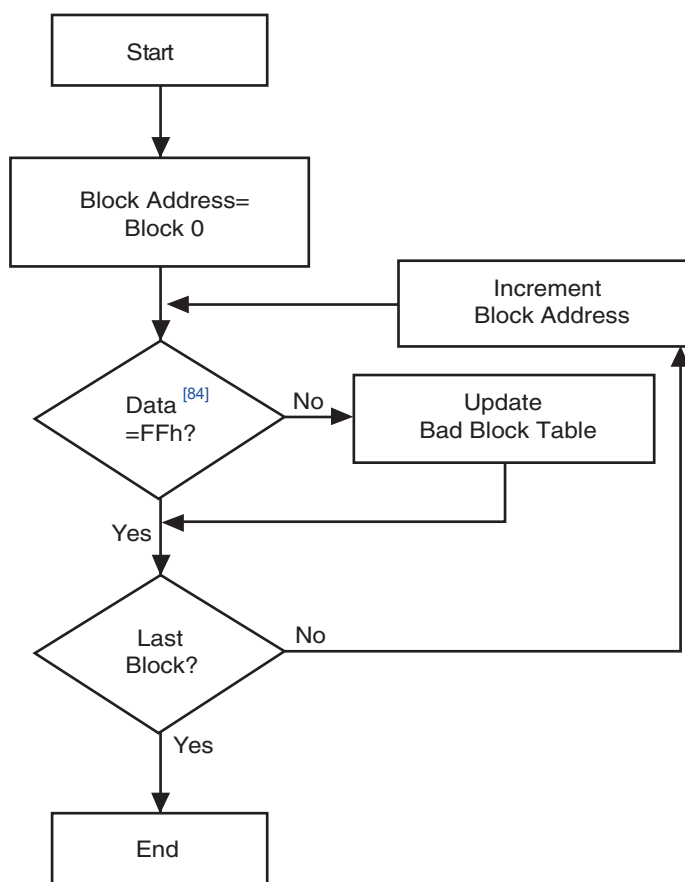 Start
Block Address=
Block 0
Increment
Block Address
Data [84]
=FFh?
No
Update
Bad Block Table
Yes
Last
Block?
No
Yes
End